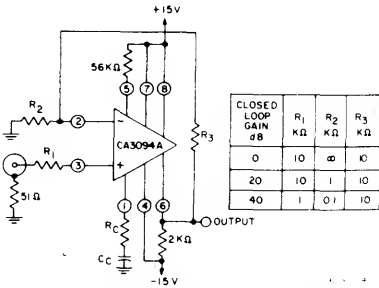 +15V
56KΩ
5
7
8
R2
2
−
CA3094A
R3
R1
3
+
51Ω
1
4
6
OUTPUT
RC
2KΩ
CC
−15V
CLOSED LOOP GAIN dB R1 KΩ R2 KΩ R3 KΩ
0 10 ∞ 10
20 10 1 10
40 1 0.1 10